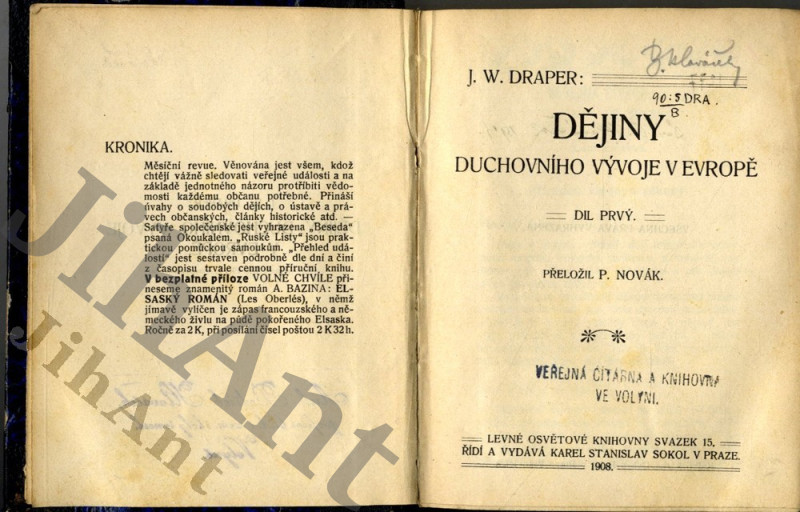 KRONIKA.
Měsíční revue. Věnována jest všem, kdož
chtějí vážně sledovati veřejné události a na
základě jednotného názoru protříbiti vědo-
mosti každému občanu potřebné. Přináší
úvahy o soudobých dějích, o ústavě a prá-
vech občanských, články historické atd. —
Satyře společenské jest vyhrazena „Beseda"
psaná Okoukalem. „Ruské Listy" jsou prak-
tickou pomůckou samoukům. „Přehled udá-
lostí" jest sestaven podrobně dle dní a činí
z časopisu trvale cennou příruční knihu.
V bezplatné příloze VOLNÉ CHVÍLE při-
neseme znamenitý román A. BAZINA: EL-
SASKÝ ROMÁN (Les Oberlés), v němž
jímavě vylíčen je zápas francouzského a ně-
meckého živlu na půdě pokořeného Elsaska.
Ročně za 2 K, při posílání čísel poštou 2 K 32 h.
J. W. DRAPER:
90:5 DRA.
B
DĚJINY
DUCHOVNÍHO VÝVOJE V EVROPĚ
DIL PRVÝ.
PŘELOŽIL P. NOVÁK.
VEŘEJNÁ ČÍTÁRNA A KNIHOVNA
VE VOLYNI.
LEVNÉ OSVĚTOVÉ KNIHOVNY SVAZEK 15.
ŘÍDÍ A VYDÁVÁ KAREL STANISLAV SOKOL V PRAZE.
1908.
JihAnt
JihAnt